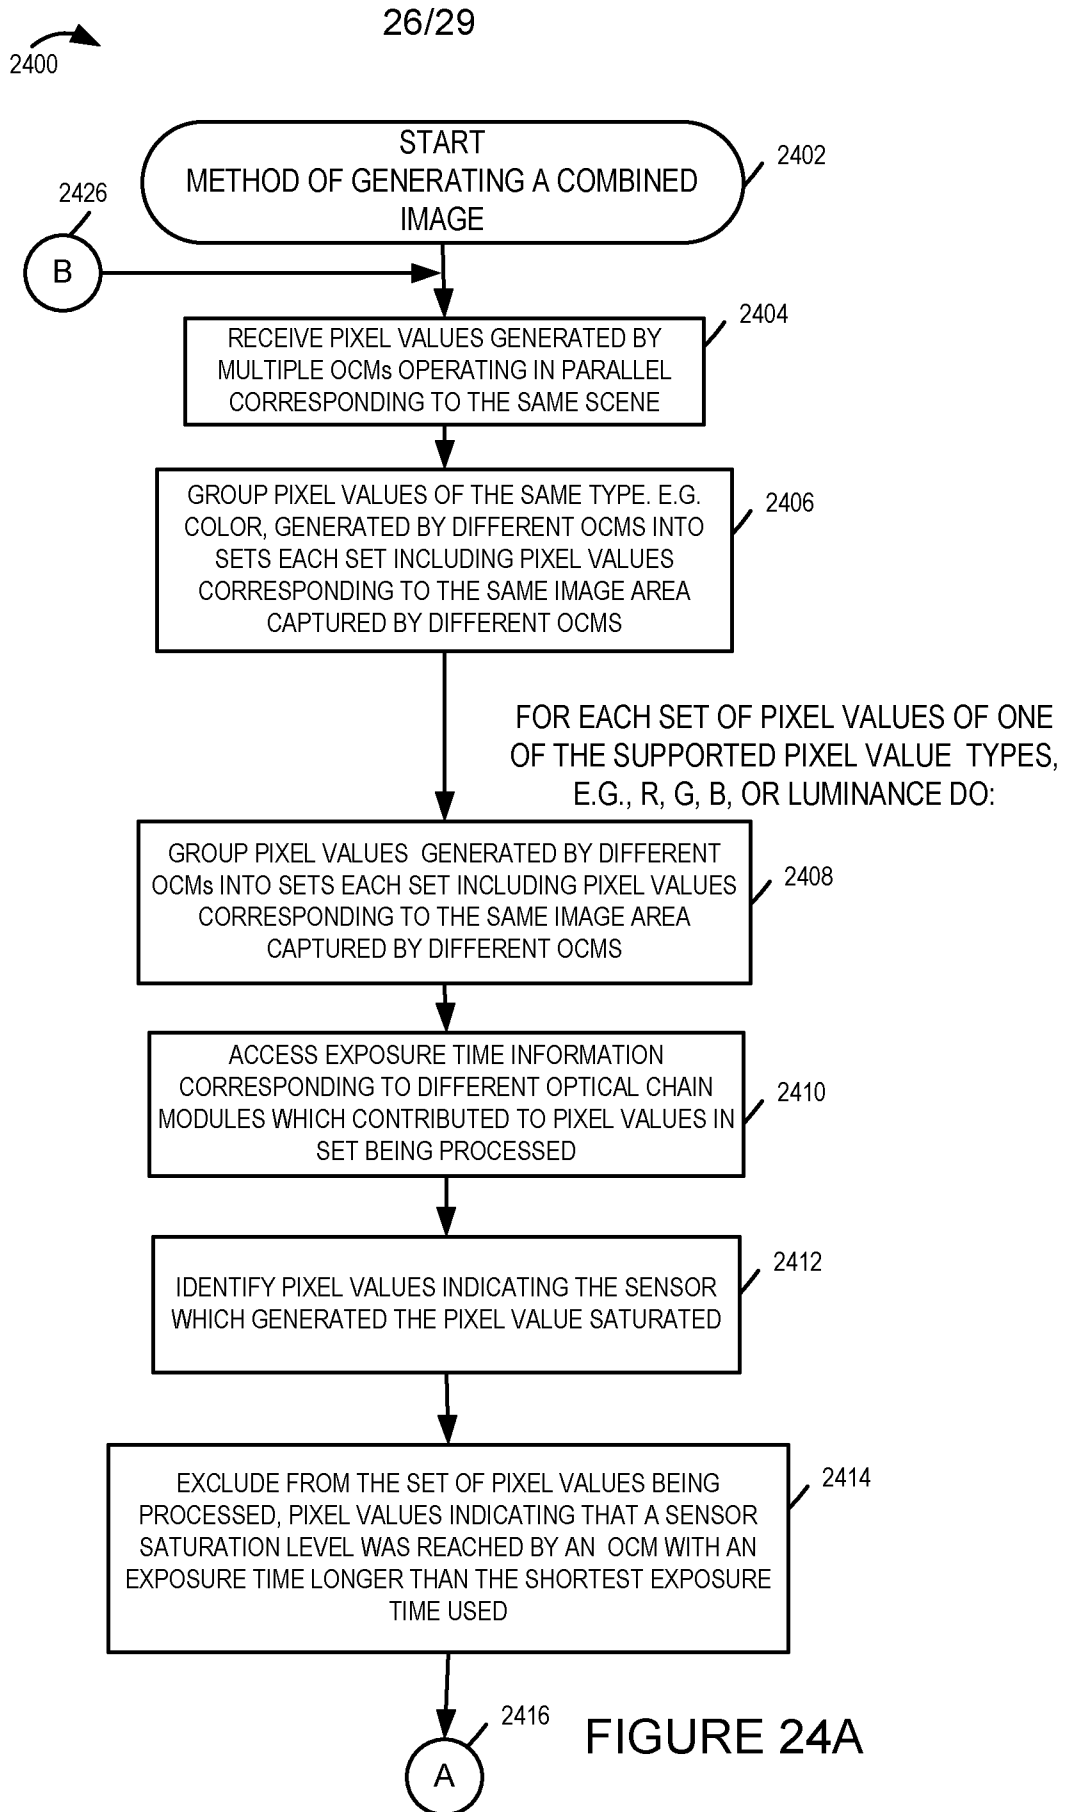 26/29
2400
START
METHOD OF GENERATING A COMBINED
IMAGE
2402
2426
B
2404
RECEIVE PIXEL VALUES GENERATED BY
MULTIPLE OCMs OPERATING IN PARALLEL
CORRESPONDING TO THE SAME SCENE
2406
GROUP PIXEL VALUES OF THE SAME TYPE. E.G.
COLOR, GENERATED BY DIFFERENT OCMS INTO
SETS EACH SET INCLUDING PIXEL VALUES
CORRESPONDING TO THE SAME IMAGE AREA
CAPTURED BY DIFFERENT OCMS
FOR EACH SET OF PIXEL VALUES OF ONE
OF THE SUPPORTED PIXEL VALUE TYPES,
E.G., R, G, B, OR LUMINANCE DO:
GROUP PIXEL VALUES GENERATED BY DIFFERENT
OCMs INTO SETS EACH SET INCLUDING PIXEL VALUES
CORRESPONDING TO THE SAME IMAGE AREA
CAPTURED BY DIFFERENT OCMS
2408
ACCESS EXPOSURE TIME INFORMATION
CORRESPONDING TO DIFFERENT OPTICAL CHAIN
MODULES WHICH CONTRIBUTED TO PIXEL VALUES IN
SET BEING PROCESSED
2410
IDENTIFY PIXEL VALUES INDICATING THE SENSOR
WHICH GENERATED THE PIXEL VALUE SATURATED
2412
EXCLUDE FROM THE SET OF PIXEL VALUES BEING
PROCESSED, PIXEL VALUES INDICATING THAT A SENSOR
SATURATION LEVEL WAS REACHED BY AN OCM WITH AN
EXPOSURE TIME LONGER THAN THE SHORTEST EXPOSURE
TIME USED
2414
2416
A
FIGURE 24A